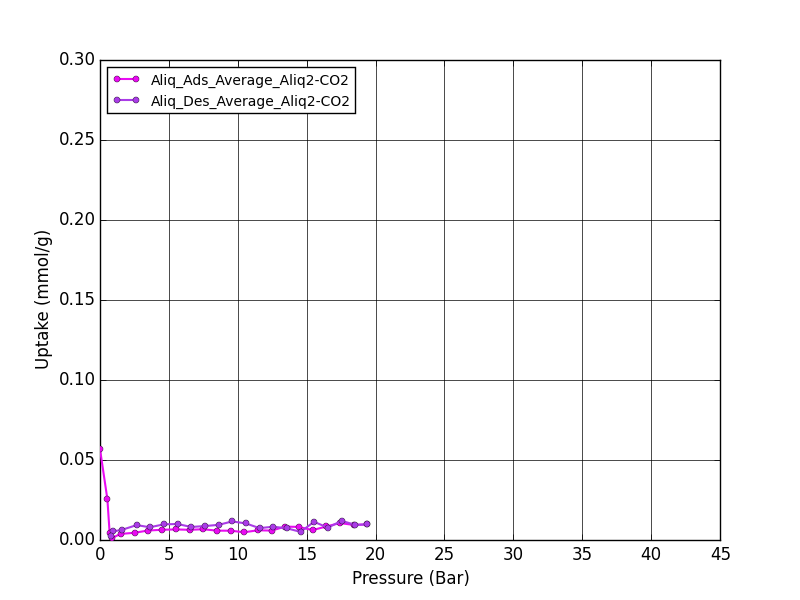 Aliq_Ads_Average_Aliq2-CO2
Aliq_Des_Average_Aliq2-CO2
0.30
0.25
0.20
0.15
0.10
0.05
0.00
Uptake (mmol/g)
0 5 10 15 20 25 30 35 40 45
Pressure (Bar)